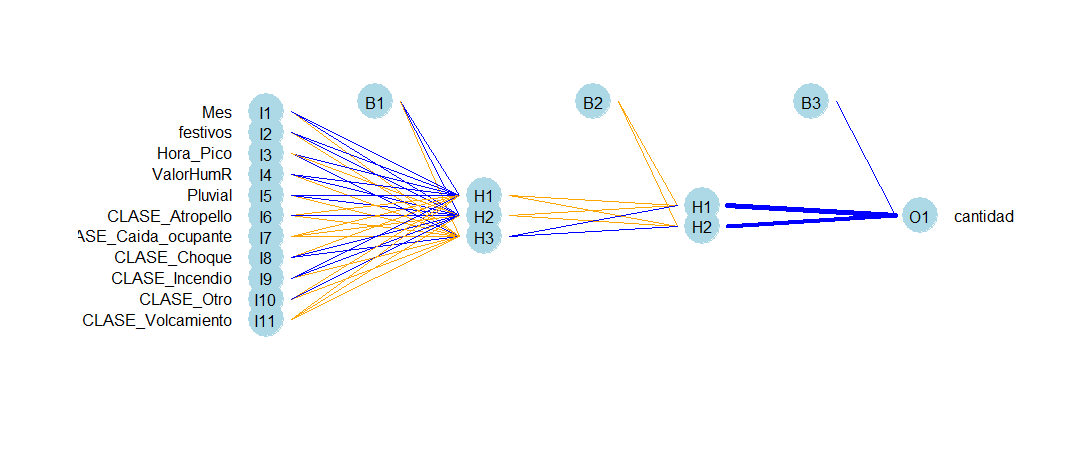 B1 B2 B3
Mes I1
festivos I2
Hora_Pico I3
ValorHumR I4
Pluvial I5 H1
CLASE_Atropello I6 H2 H1 O1 cantidad
ASE_Caida_ocupante I7 H3 H2
CLASE_Choque I8
CLASE_Incendio I9
CLASE_Otro I10
CLASE_Volcamiento I11